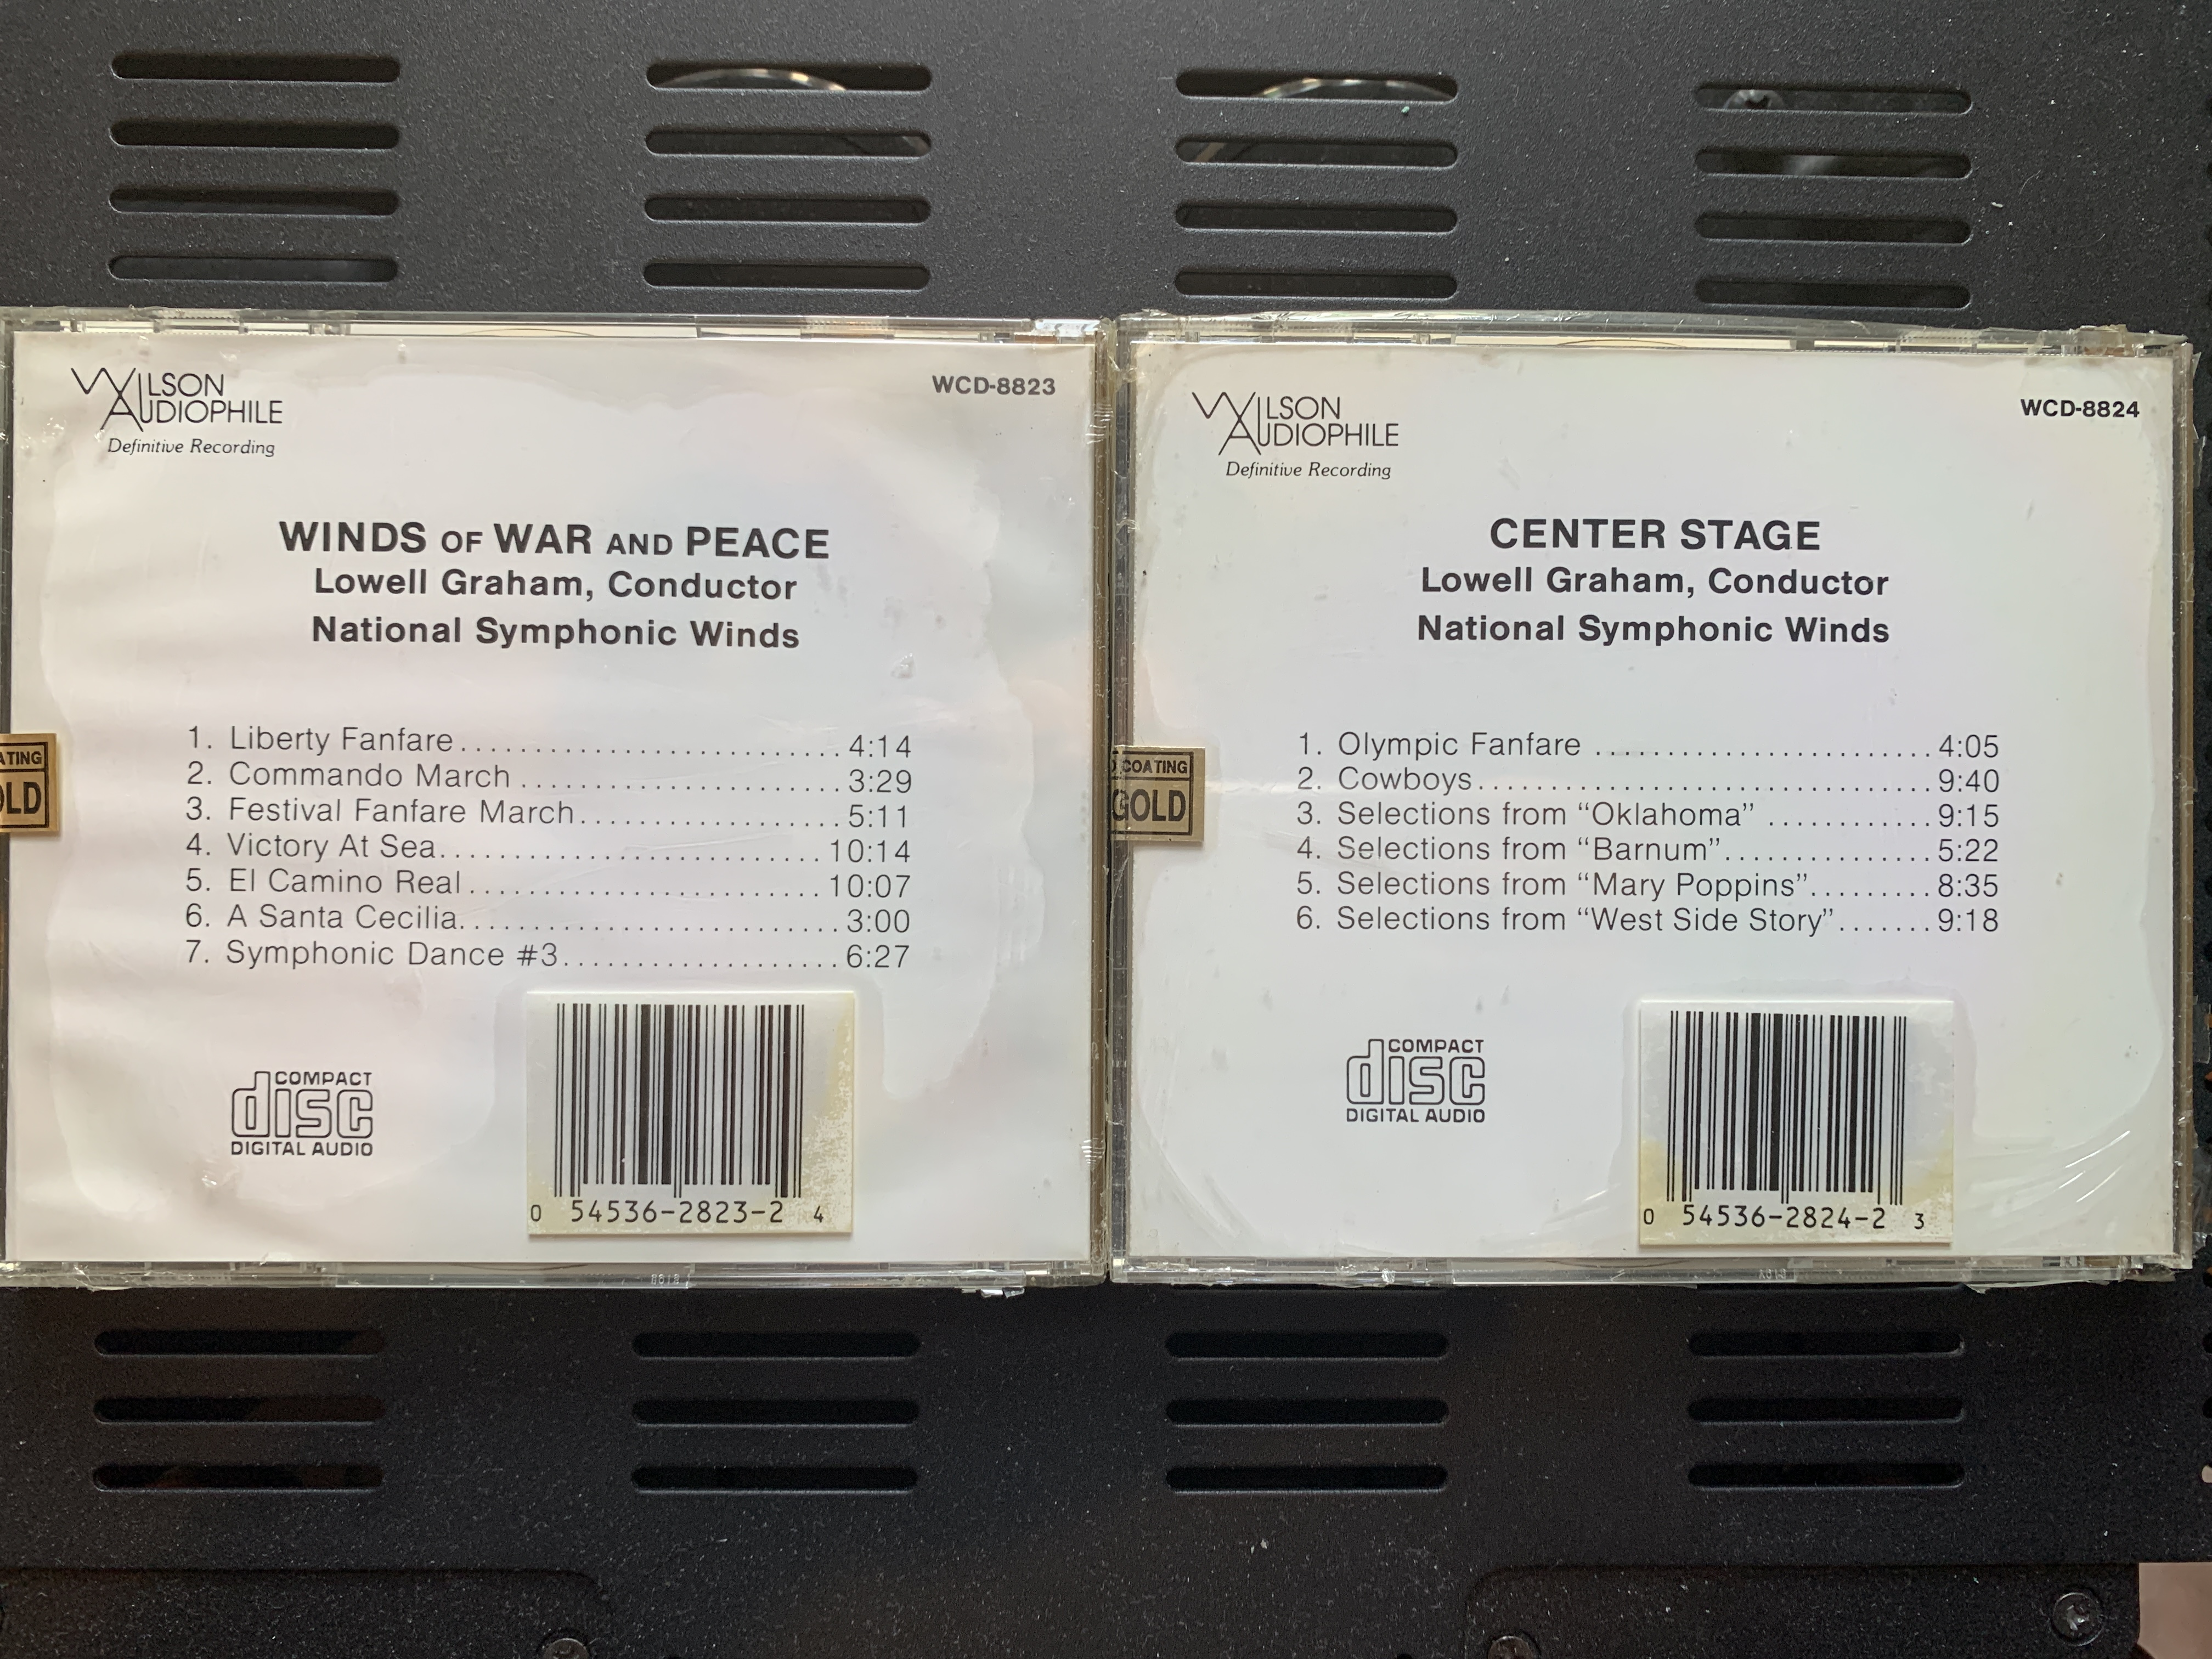 WILSON
AUDIOPHILE
Definitive Recording
WCD-8823
WINDS OF WAR AND PEACE
Lowell Graham, Conductor
National Symphonic Winds
1. Liberty Fanfare.......................... 4:14
2. Commando March ...................... 3:29
3. Festival Fanfare March.................. 5:11
4. Victory At Sea.......................... 10:14
5. El Camino Real........................ 10:07
6. A Santa Cecilia.......................... 3:00
7. Symphonic Dance #3................... 6:27
COMPACT
disc
DIGITAL AUDIO
0 54536-2823-2 4
ATING
OLD
WILSON
AUDIOPHILE
Definitive Recording
WCD-8824
CENTER STAGE
Lowell Graham, Conductor
National Symphonic Winds
1. Olympic Fanfare ....................... 4:05
2. Cowboys............................... 9:40
3. Selections from “Oklahoma” ............ 9:15
4. Selections from “Barnum”............... 5:22
5. Selections from “Mary Poppins”......... 8:35
6. Selections from “West Side Story”....... 9:18
COMPACT
disc
DIGITAL AUDIO
0 54536-2824-2 3
COATING
GOLD